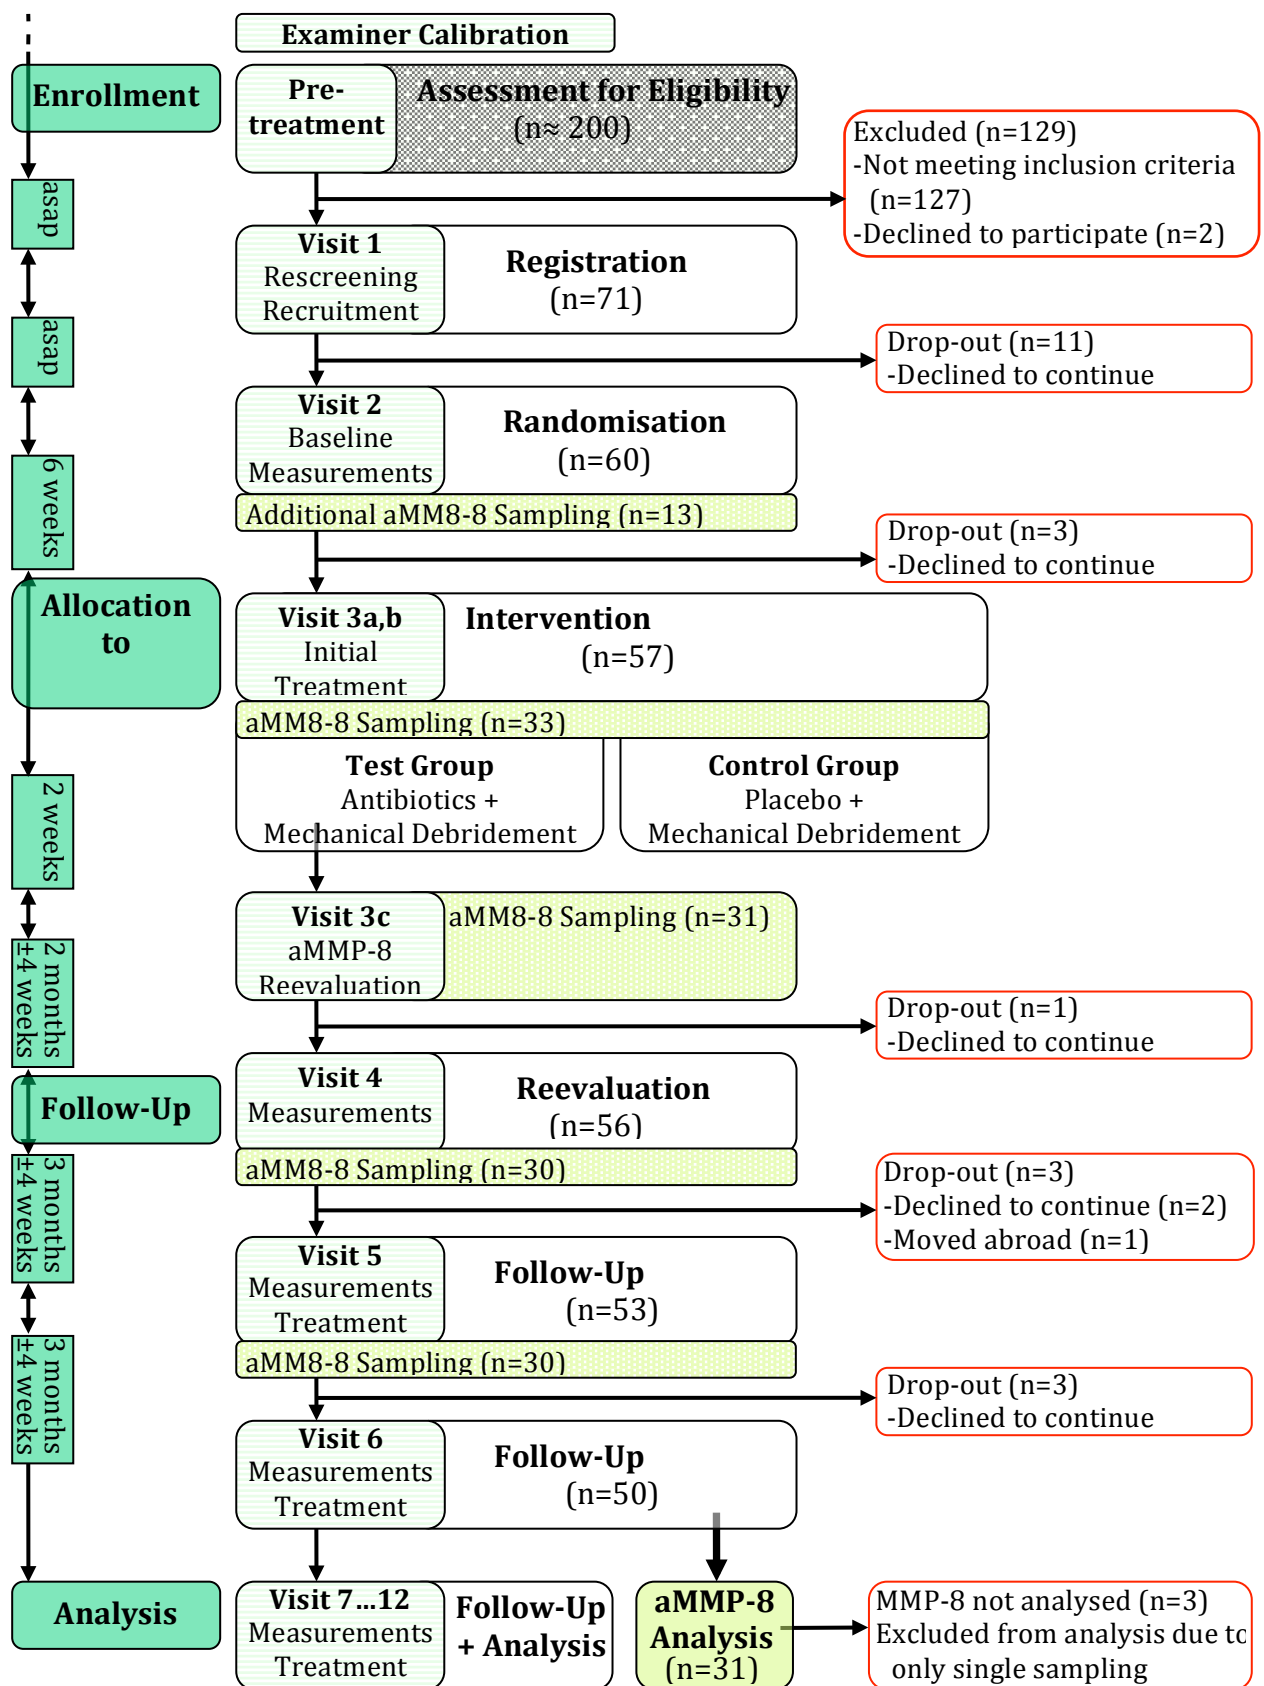 Examiner Calibration
Enrollment
Pre-
treatment
Assessment for Eligibility
(n≈ 200)
Excluded (n=129)
-Not meeting inclusion criteria
(n=127)
-Declined to participate (n=2)
asap
Visit 1
Rescreening
Recruitment
Registration
(n=71)
asap
Drop-out (n=11)
-Declined to continue
Visit 2
Baseline
Measurements
Randomisation
(n=60)
6 weeks
Additional aMM8-8 Sampling (n=13)
Drop-out (n=3)
-Declined to continue
Allocation
to
Visit 3a,b
Initial
Treatment
Intervention
(n=57)
aMM8-8 Sampling (n=33)
Test Group
Antibiotics +
Mechanical Debridement
Control Group
Placebo +
Mechanical Debridement
2 weeks
Visit 3c
aMMP-8
Reevaluation
aMM8-8 Sampling (n=31)
2 months
±4 weeks
Drop-out (n=1)
-Declined to continue
Follow-Up
Visit 4
Measurements
Reevaluation
(n=56)
aMM8-8 Sampling (n=30)
3 months
±4 weeks
Drop-out (n=3)
-Declined to continue (n=2)
-Moved abroad (n=1)
Visit 5
Measurements
Treatment
Follow-Up
(n=53)
aMM8-8 Sampling (n=30)
3 months
±4 weeks
Drop-out (n=3)
-Declined to continue
Visit 6
Measurements
Treatment
Follow-Up
(n=50)
Analysis
Visit 7...12
Measurements
Treatment
Follow-Up
+ Analysis
aMMP-8
Analysis
(n=31)
MMP-8 not analysed (n=3)
Excluded from analysis due to
only single sampling